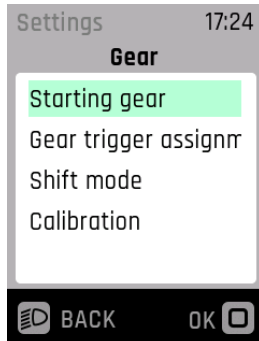 Settings 17:24
Gear
Starting gear
Gear trigger assignm
Shift mode
Calibration
BACK OK